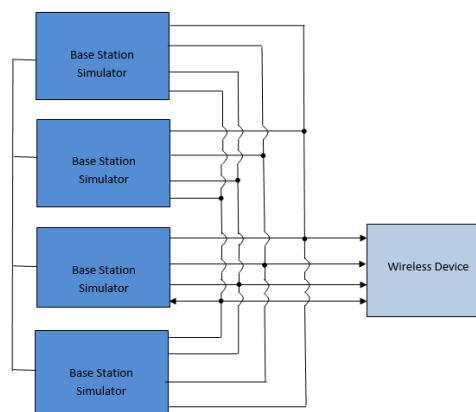 Base Station
Simulator
Base Station
Simulator
Base Station
Simulator
Wireless Device
Base Station
Simulator